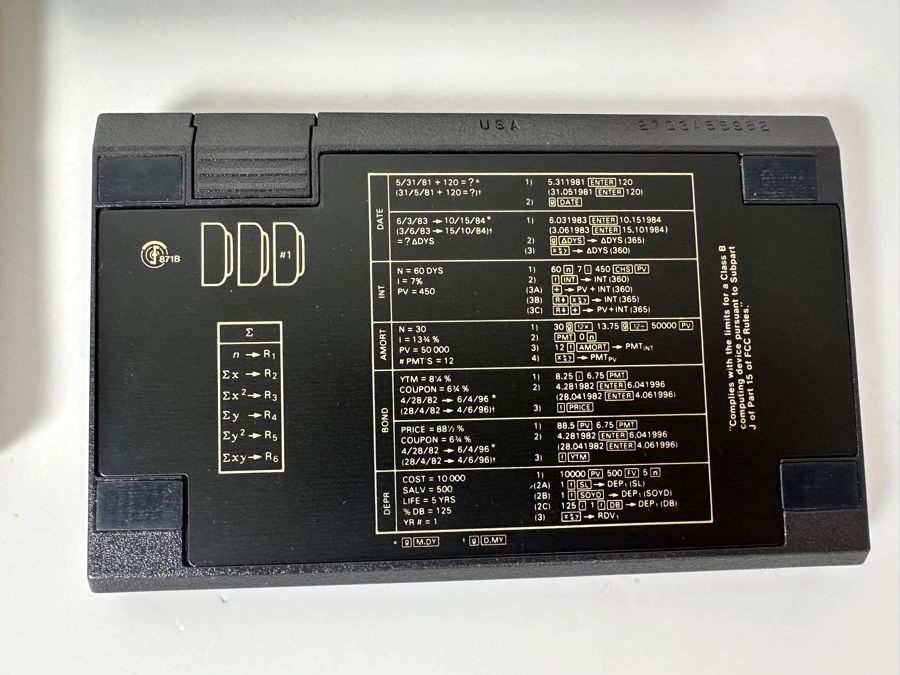 USA 2703A55962
871B
#1
Σ
n → R₁
Σx → R₂
Σx² → R₃
Σy → R₄
Σy² → R₅
Σxy → R₆
DATE
5/31/81 + 120 = ?* 1) 5.311981 ENTER 120
(31/5/81 + 120 = ?)† (31.051981 ENTER 120)
2) g DATE
6/3/83 → 10/15/84* 1) 6.031983 ENTER 10.151984
(3/6/83 → 15/10/84)† (3.061983 ENTER 15.101984)
= ? ΔDYS 2) g ΔDYS → ΔDYS (365)
(3) x≷y → ΔDYS (360)
INT
N = 60 DYS 1) 60 n 7 i 450 CHS PV
I = 7% 2) f INT → INT (360)
PV = 450 (3A) + → PV + INT (360)
(3B) R↓ x≷y → INT (365)
(3C) R↓ + → PV + INT (365)
AMORT
N = 30 1) 30 g 12× 13.75 g 12÷ 50000 PV
I = 13¾ % 2) PMT 0 n
PV = 50 000 3) 12 f AMORT → PMT INT
# PMT'S = 12 4) x≷y → PMT PV
BOND
YTM = 8¼ % 1) 8.25 i 6.75 PMT
COUPON = 6¾ % 2) 4.281982 ENTER 6.041996
4/28/82 → 6/4/96* (28.041982 ENTER 4.061996)
(28/4/82 → 4/6/96)† 3) f PRICE
PRICE = 88½ % 1) 88.5 PV 6.75 PMT
COUPON = 6¾ % 2) 4.281982 ENTER 6.041996
4/28/82 → 6/4/96* (28.041982 ENTER 4.061996)
(28/4/82 → 4/6/96)† 3) f YTM
DEPR
COST = 10 000 1) 10000 PV 500 FV 5 n
SALV = 500 (2A) 1 f SL → DEP₁ (SL)
LIFE = 5 YRS (2B) 1 f SOYD → DEP₁ (SOYD)
% DB = 125 (2C) 125 i 1 f DB → DEP₁ (DB)
YR # = 1 (3) x≷y → RDV₁
* g M.DY † g D.MY
"Complies with the limits for a Class B
computing device pursuant to Subpart
J of Part 15 of FCC Rules."